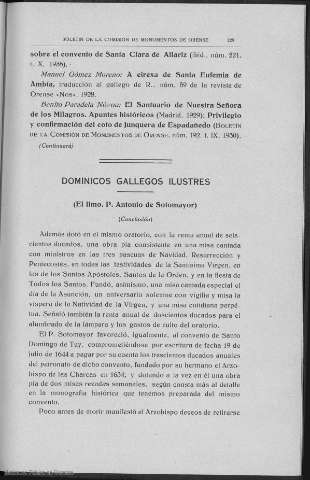 BOLETIN DE LA COMISIÓN DE MONUMENTOS DE ORENSE
sobre el convento de Santa Clara de Allariz (Ibid., núm. 221,
t. X, 1935).
Manuel Gómez Moreno: A eirexa de Santa Eufemia de
Ambia, traducción al gallego de R., núm. 59 de la revista de
Orense «Nós». 1928.
Benito Paradela Nóvoa: El Santuario de Nuestra Señora
de los Milagros. Apuntes históricos (Madrid, 1929); Privilegio
y confirmación del coto de Junquera de Espadañedo (BOLETIN
DE LA COMISION DE MONUMENTOS DE ORENSE, núm. 192, t. IX, 1930).
(Continuará)
DOMINICOS GALLEGOS ILUSTRES
(El Ilmo. P. Antonio de Sotomayor)
(Conclusión)
Además dotó en el mismo oratorio, con la renta anual de seis-
cientos ducados, una obra pía consistente en una misa cantada
con ministros en las tres pascuas de Navidad, Resurrección y
Pentecostés, en todas las festividades de la Santísima Virgen, en
las de los Santos Apóstoles, Santos de la Orden, y en la fiesta de
Todos los Santos. Fundó, asimismo, una misa cantada especial el
día de la Asunción, un aniversario solemne con vigilia y misa la
víspera de la Natividad de la Virgen, y una misa cotidiana perpé-
tua. Señaló también la renta anual de doscientos ducados para el
alumbrado de la lámpara y los gastos de culto del oratorio.
El P. Sotomayor favoreció, igualmente, al convento de Santo
Domingo de Tuy, comprometiéndose por escritura de fecha 19 de
julio de 1644 a pagar por su cuenta los trescientos ducados anuales
del patronato de dicho convento, fundado por su hermano el Arzo-
bispo de las Charcas en 1634; y dotando a la vez en él una obra
pía de dos misas rezadas semanales, según consta más al detalle
en la monografía histórica que tenemos preparada del mismo
convento.
Poco antes de morir manifestó el Arzobispo deseos de retirarse